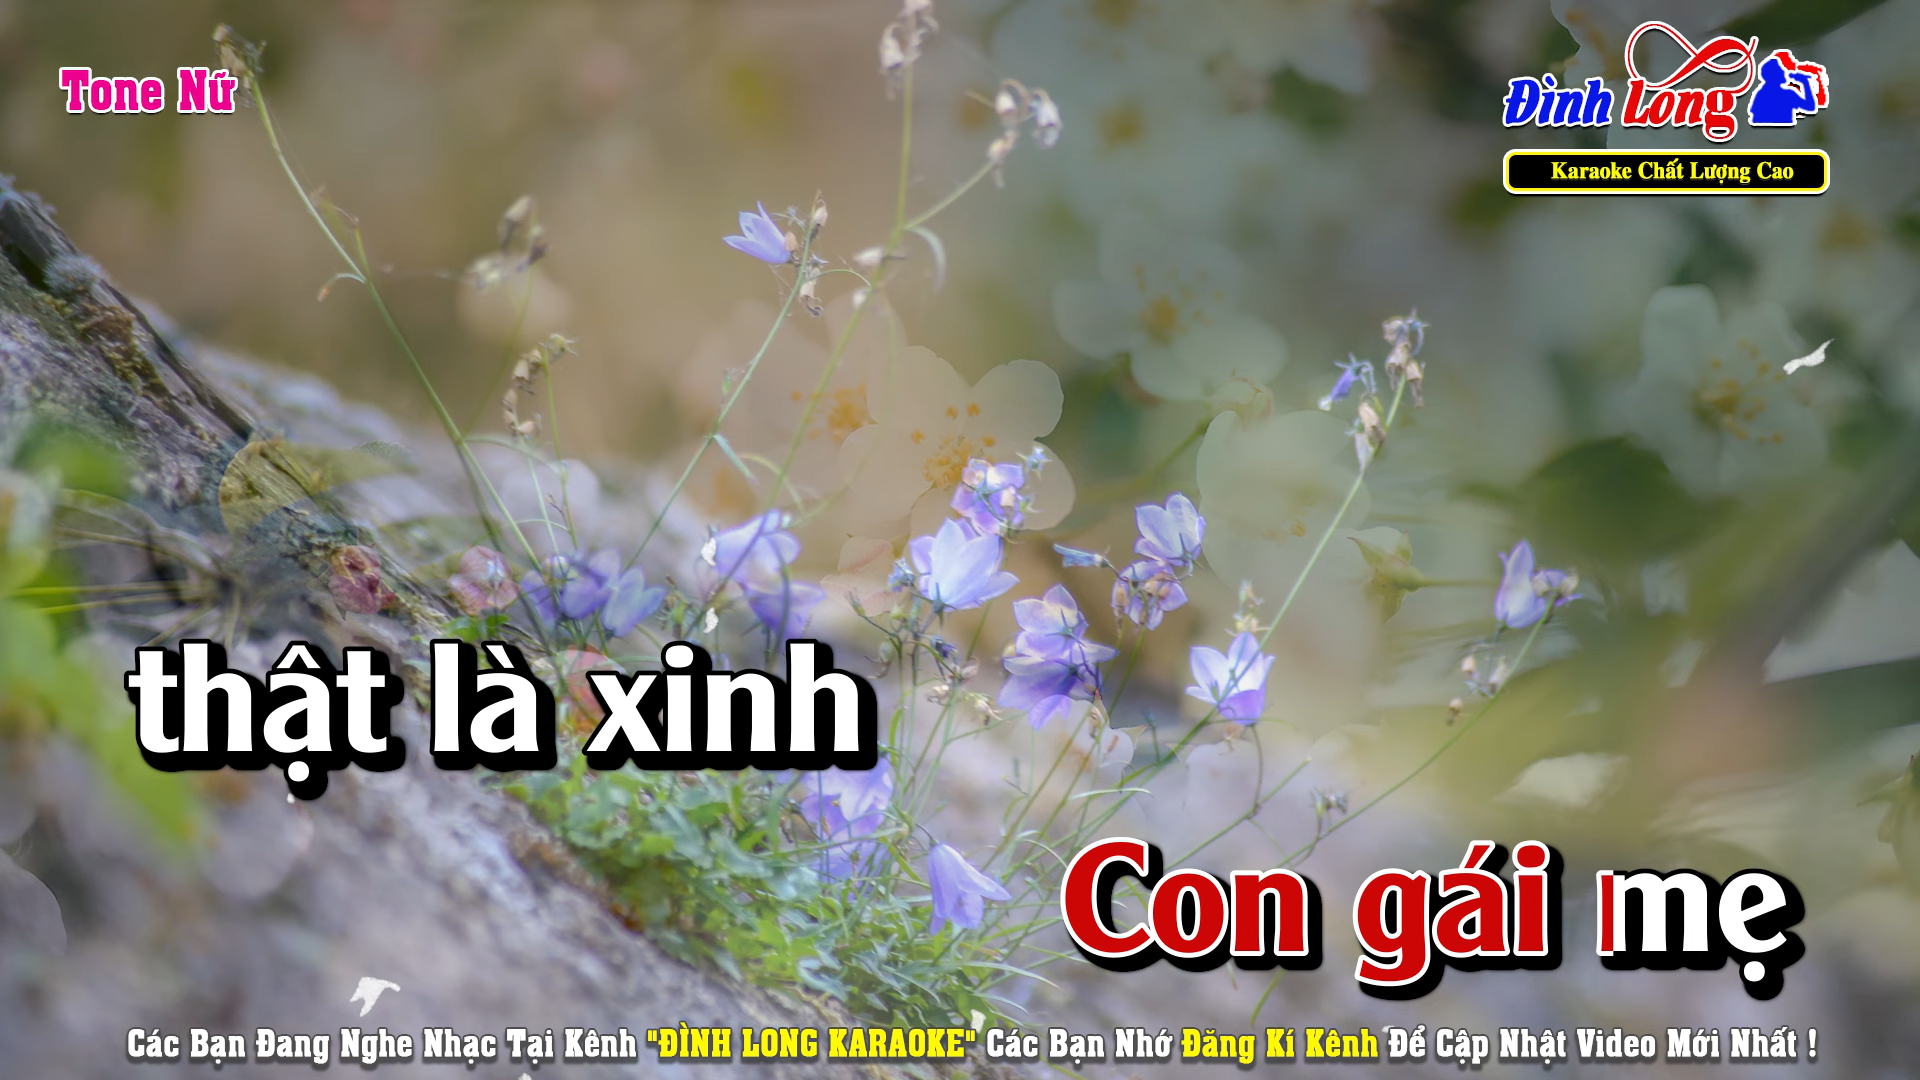 Tone Nữ
Đình Long
Karaoke Chất Lượng Cao
thật là xinh
Con gái mẹ
Các Bạn Đang Nghe Nhạc Tại Kênh "ĐÌNH LONG KARAOKE" Các Bạn Nhớ Đăng Kí Kênh Để Cập Nhật Video Mới Nhất !